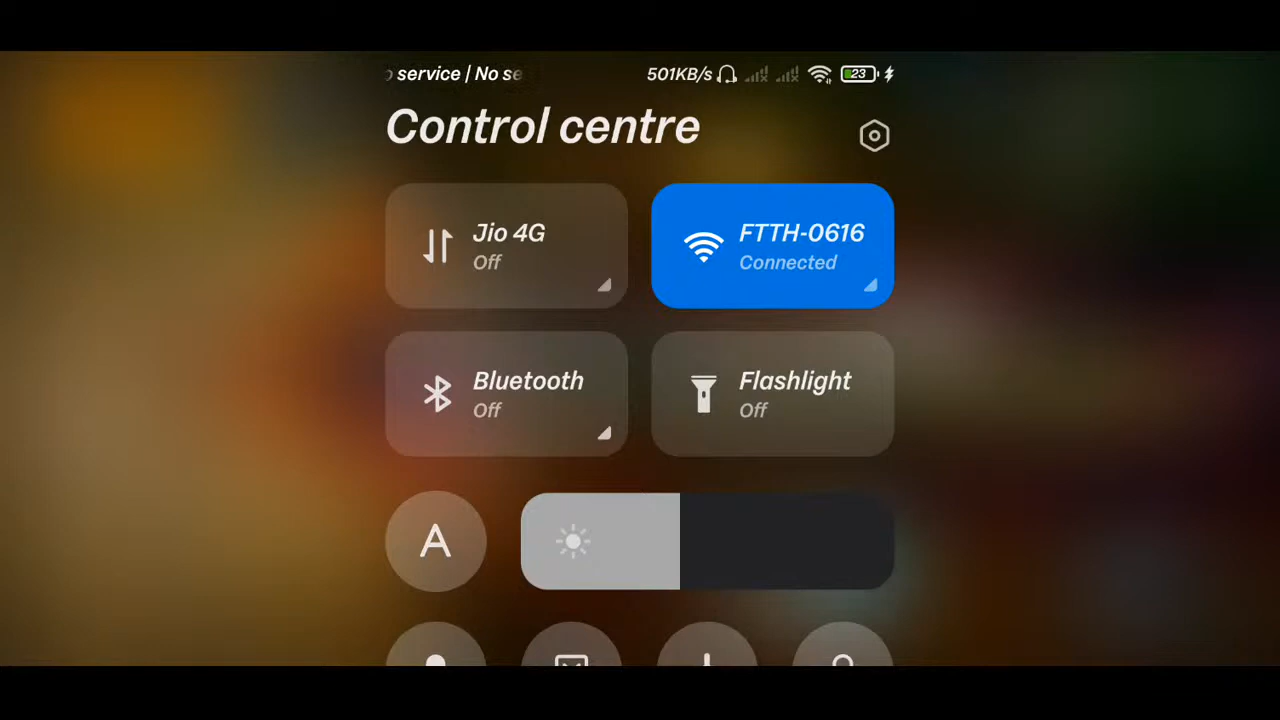 service | No se
501KB/s 23
Control centre
Jio 4G
Off
FTTH-0616
Connected
Bluetooth
Off
Flashlight
Off
A